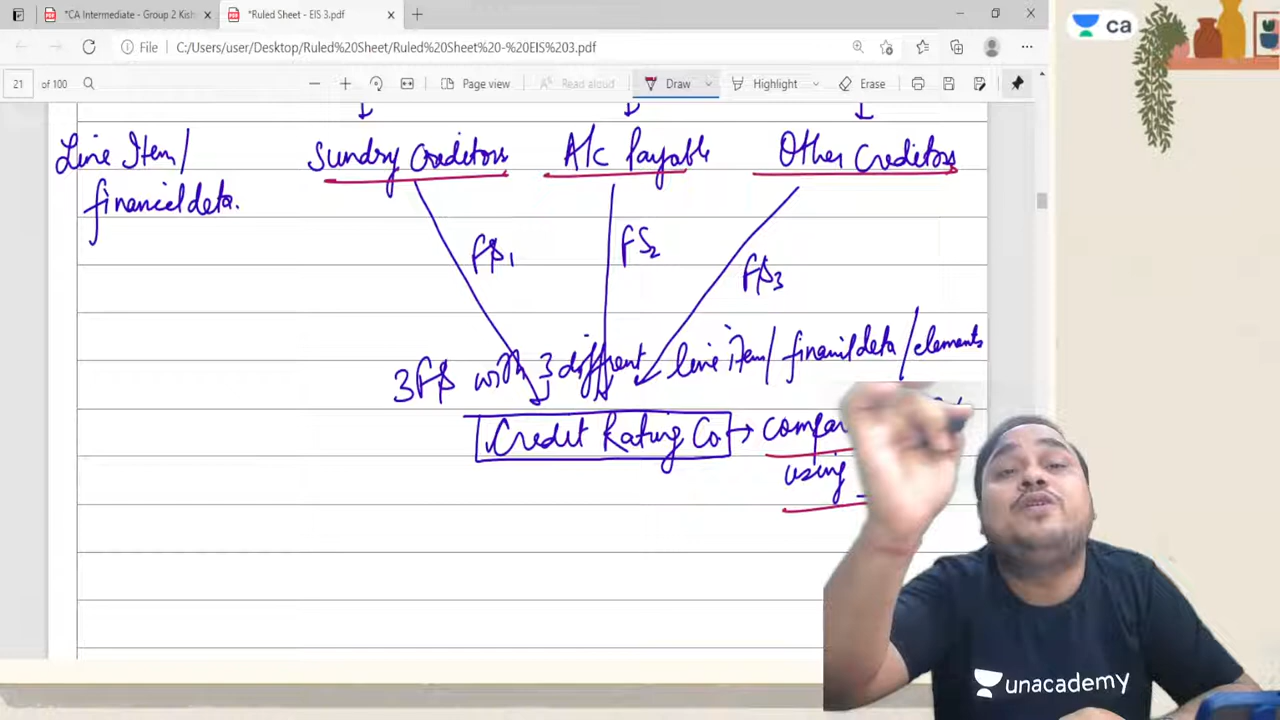 *CA Intermediate - Group 2 Kish
*Ruled Sheet - EIS 3.pdf
ca
File
C:/Users/user/Desktop/Ruled%20Sheet/Ruled%20Sheet%20-%20EIS%203.pdf
21 of 100
Page view
Read aloud
Draw
Highlight
Erase
Line Item/
financial data.
Sundry Creditors
A/c Payable
Other Creditors
FS1
FS2
FS3
3 FS with 3 different line item/ financial data / elements
Credit Rating Co → compar
using
unacademy